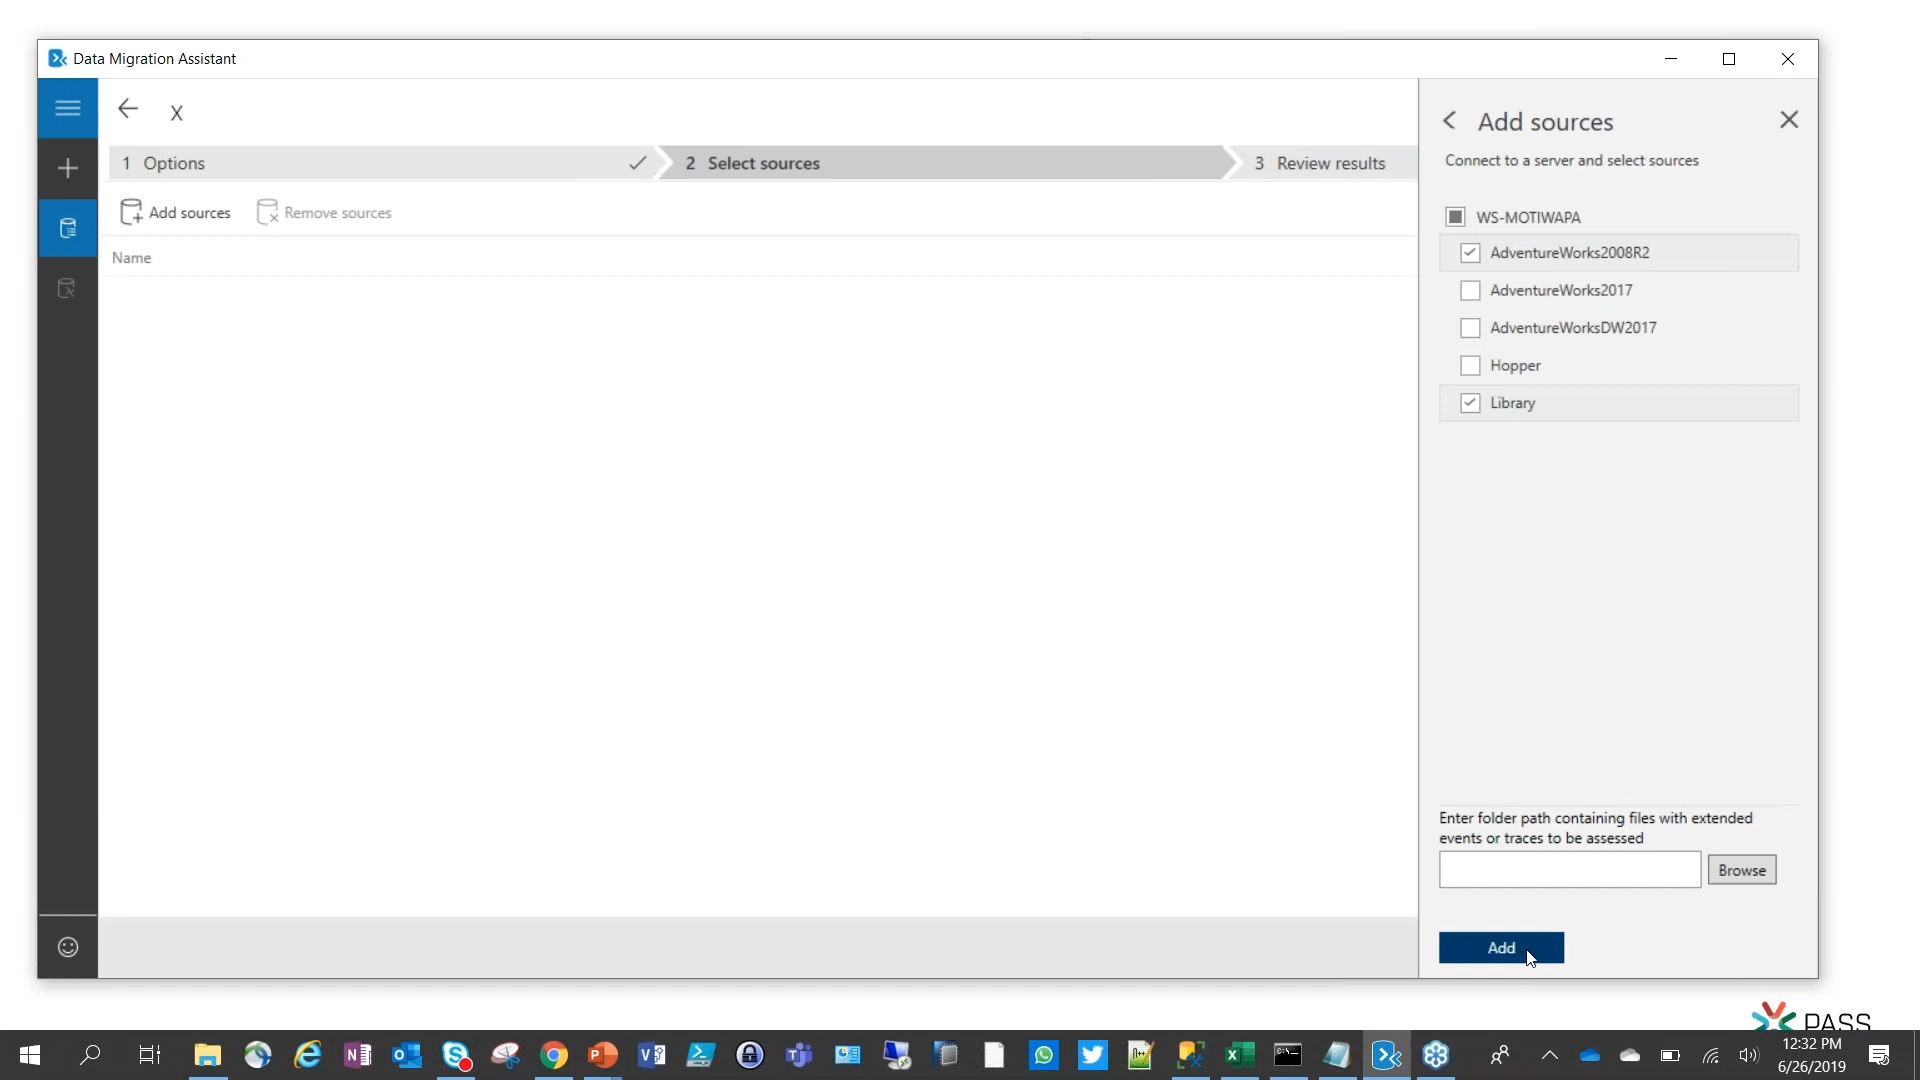 Data Migration Assistant
X
1 Options
2 Select sources
3 Review results
Add sources
Remove sources
Name
Add sources
Connect to a server and select sources
WS-MOTIWAPA
AdventureWorks2008R2
AdventureWorks2017
AdventureWorksDW2017
Hopper
Library
Enter folder path containing files with extended
events or traces to be assessed
Browse
Add
PASS
12:32 PM
6/26/2019